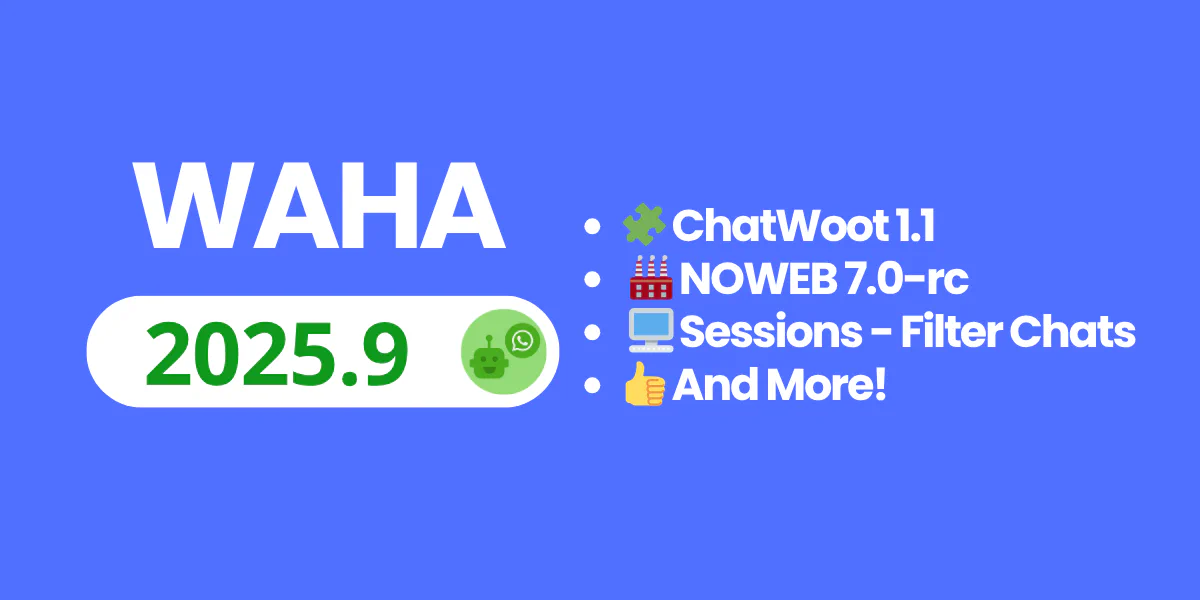 WAHA
2025.9
ChatWoot 1.1
NOWEB 7.0-rc
Sessions - Filter Chats
And More!